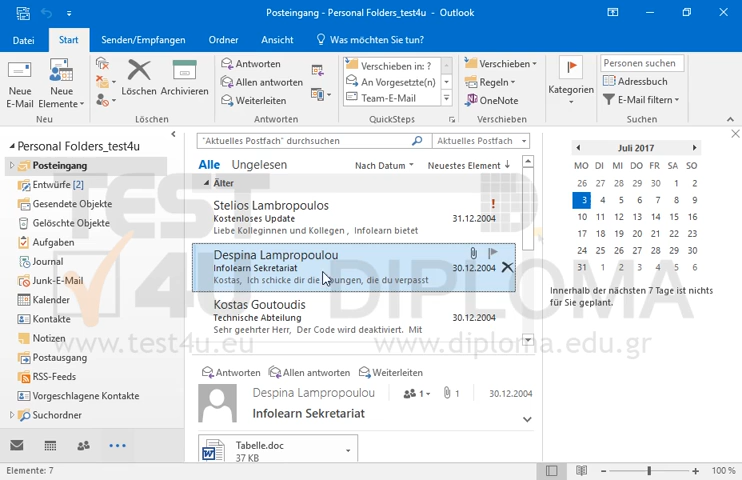 Posteingang - Personal Folders_test4u - Outlook
Datei
Start
Senden/Empfangen
Ordner
Ansicht
Was möchten Sie tun?
Neue E-Mail
Neue Elemente
Neu
Löschen
Archivieren
Löschen
Antworten
Allen antworten
Weiterleiten
Antworten
Verschieben in: ?
An Vorgesetzte(n)
Team-E-Mail
QuickSteps
Verschieben
Regeln
OneNote
Verschieben
Kategorien
Personen suchen
Adressbuch
E-Mail filtern
Suchen
Personal Folders_test4u
Posteingang
Entwürfe [2]
Gesendete Objekte
Gelöschte Objekte
Aufgaben
Journal
Junk-E-Mail
Kalender
Kontakte
Notizen
Postausgang
RSS-Feeds
Vorgeschlagene Kontakte
Suchordner
"Aktuelles Postfach" durchsuchen
Aktuelles Postfach
Alle
Ungelesen
Nach Datum
Neuestes Element
Älter
Stelios Lambropoulos
Kostenloses Update
31.12.2004
Liebe Kolleginnen und Kollegen , Infolearn bietet
Despina Lampropoulou
Infolearn Sekretariat
30.12.2004
Kostas, Ich schicke dir die
ungen, die du verpasst
Kostas Goutoudis
Technische Abteilung
30.12.2004
Sehr geehrter Herr, Der Code wird deaktiviert. Mit
Antworten
Allen antworten
Weiterleiten
Despina Lampropoulou
1
1
30.12.2004
Infolearn Sekretariat
Tabelle.doc
37 KB
Juli 2017
MO DI MI DO FR SA SO
26 27 28 29 30 1 2
3 4 5 6 7 8 9
10 11 12 13 14 15 16
17 18 19 20 21 22 23
24 25 26 27 28 29 30
31 1 2 3 4 5 6
Innerhalb der nächsten 7 Tage ist nichts
für Sie geplant.
TEST
4U
DIPLOMA
®
www.test4u.eu
www.diploma.edu.gr
Elemente: 7
100 %